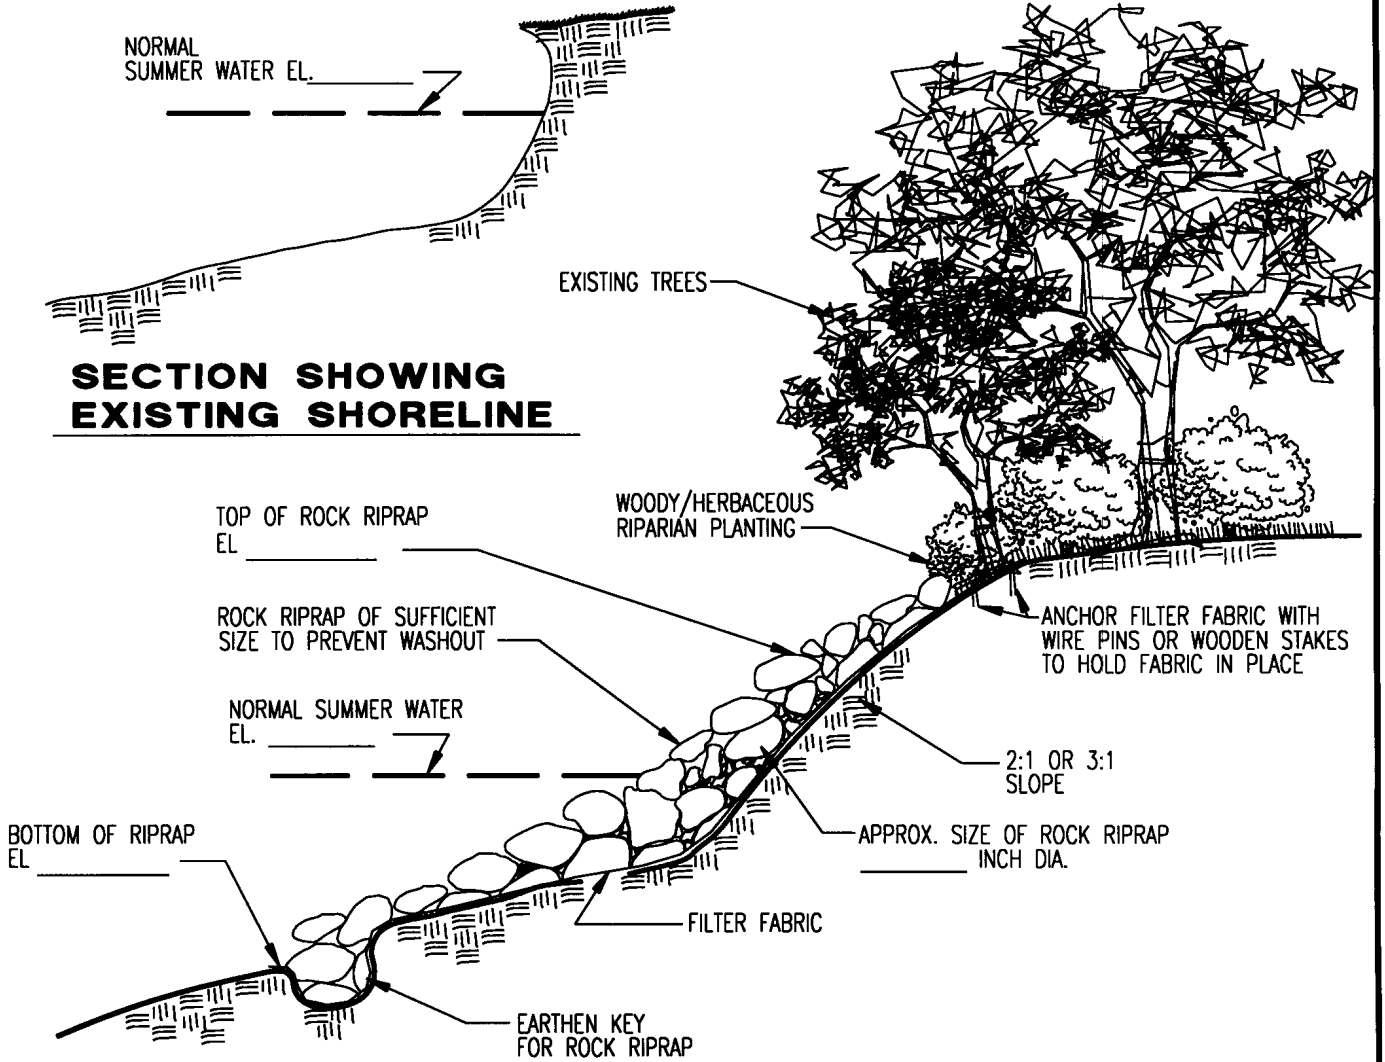 NORMAL
SUMMER WATER EL.
SECTION SHOWING
EXISTING SHORELINE
EXISTING TREES
WOODY/HERBACEOUS
RIPARIAN PLANTING
TOP OF ROCK RIPRAP
EL
ROCK RIPRAP OF SUFFICIENT
SIZE TO PREVENT WASHOUT
NORMAL SUMMER WATER
EL.
ANCHOR FILTER FABRIC WITH
WIRE PINS OR WOODEN STAKES
TO HOLD FABRIC IN PLACE
2:1 OR 3:1
SLOPE
BOTTOM OF RIPRAP
EL
APPROX. SIZE OF ROCK RIPRAP
INCH DIA.
FILTER FABRIC
EARTHEN KEY
FOR ROCK RIPRAP